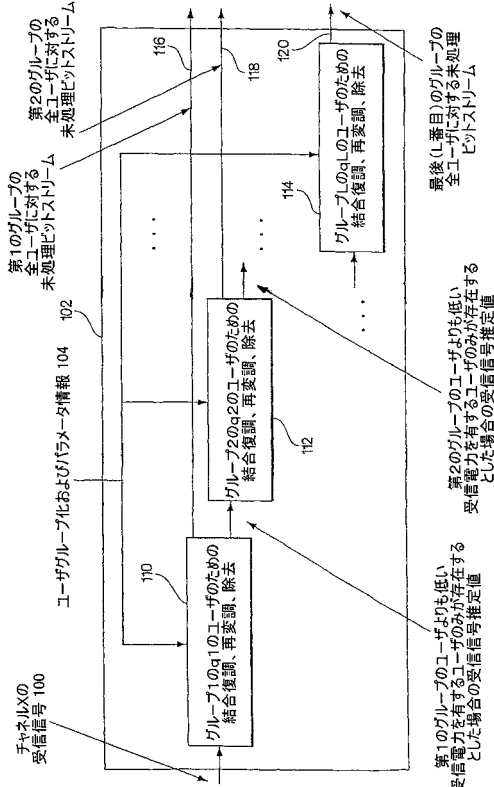 チャネルXの
受信信号 100
ユーザグループ化およびパラメータ情報 104
102
第1のグループの
全ユーザに対する
未処理ビットストリーム
第2のグループの
全ユーザに対する
未処理ビットストリーム
116
118
120
110
グループ1のq1のユーザのための
結合復調、再変調、除去
グループ2のq2のユーザのための
結合復調、再変調、除去
112
・・・
・・・
・・・
114
グループLのqLのユーザのための
結合復調、再変調、除去
第1のグループのユーザよりも低い
受信電力を有するユーザのみが存在する
とした場合の受信信号推定値
第2のグループのユーザよりも低い
受信電力を有するユーザのみが存在する
とした場合の受信信号推定値
最後(L番目)のグループの
全ユーザに対する未処理
ビットストリーム